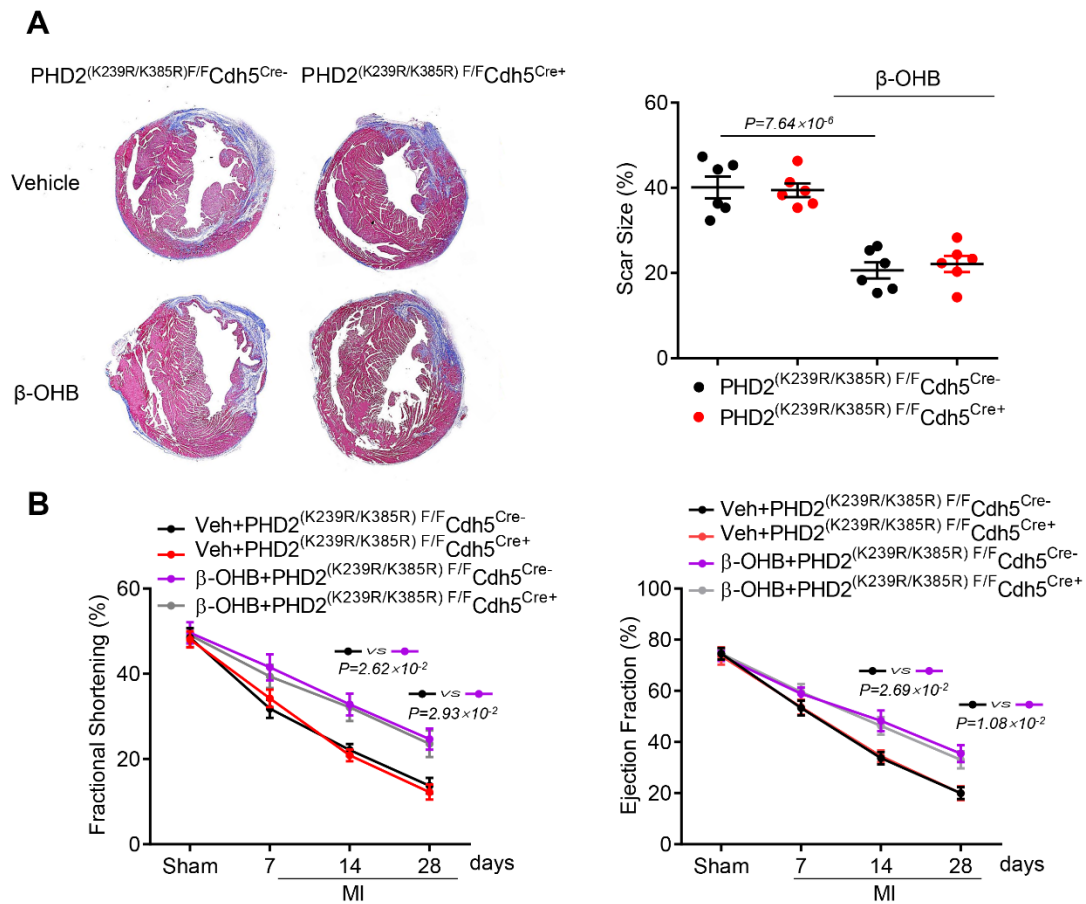 A
PHD2(K239R/K385R)F/FCdh5Cre-
PHD2(K239R/K385R) F/FCdh5Cre+
Vehicle
β-OHB
β-OHB
P=7.64×10-6
60
40
20
0
Scar Size (%)
PHD2(K239R/K385R) F/FCdh5Cre-
PHD2(K239R/K385R) F/FCdh5Cre+
B
Veh+PHD2(K239R/K385R) F/FCdh5Cre-
Veh+PHD2(K239R/K385R) F/FCdh5Cre+
β-OHB+PHD2(K239R/K385R) F/FCdh5Cre-
β-OHB+PHD2(K239R/K385R) F/FCdh5Cre+
60
40
20
0
Fractional Shortening (%)
vs
P=2.62×10-2
vs
P=2.93×10-2
Sham 7 14 28 days
MI
Veh+PHD2(K239R/K385R) F/FCdh5Cre-
Veh+PHD2(K239R/K385R) F/FCdh5Cre+
β-OHB+PHD2(K239R/K385R) F/FCdh5Cre-
β-OHB+PHD2(K239R/K385R) F/FCdh5Cre+
100
80
60
40
20
0
Ejection Fraction (%)
vs
P=2.69×10-2
vs
P=1.08×10-2
Sham 7 14 28 days
MI